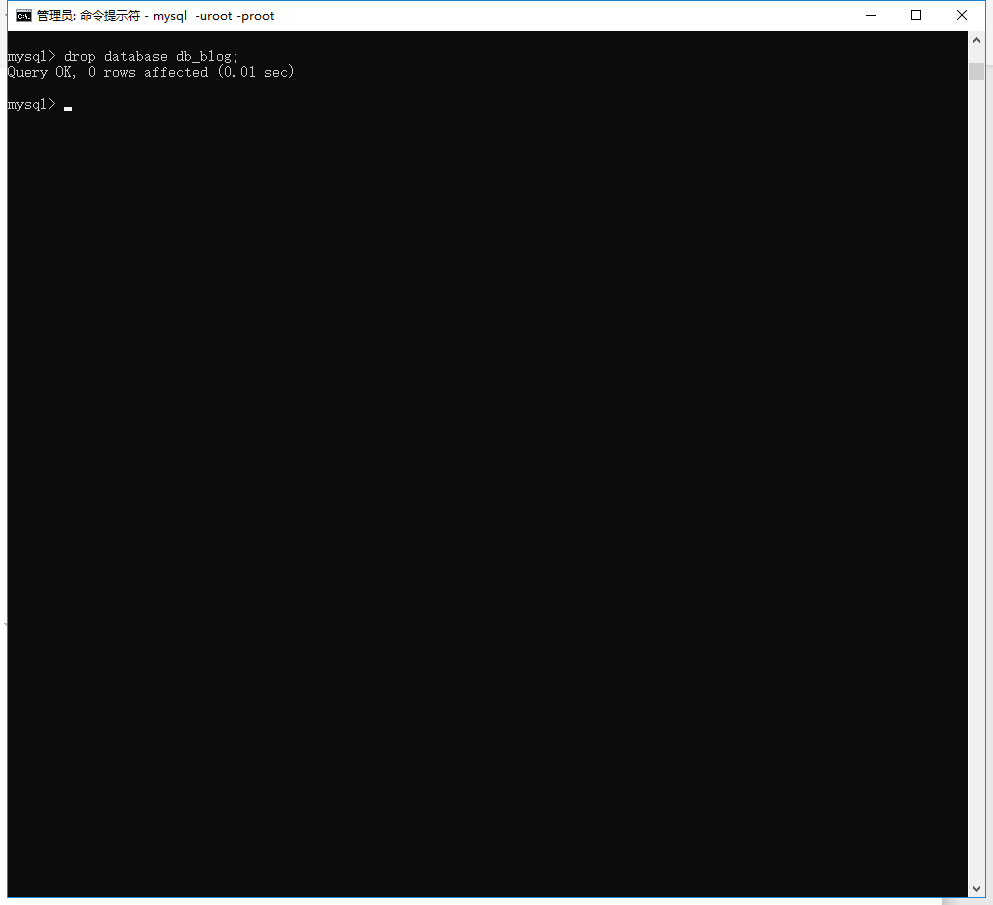 管理员: 命令提示符 - mysql  -uroot -proot
mysql> drop database db_blog;
Query OK, 0 rows affected (0.01 sec)
mysql>